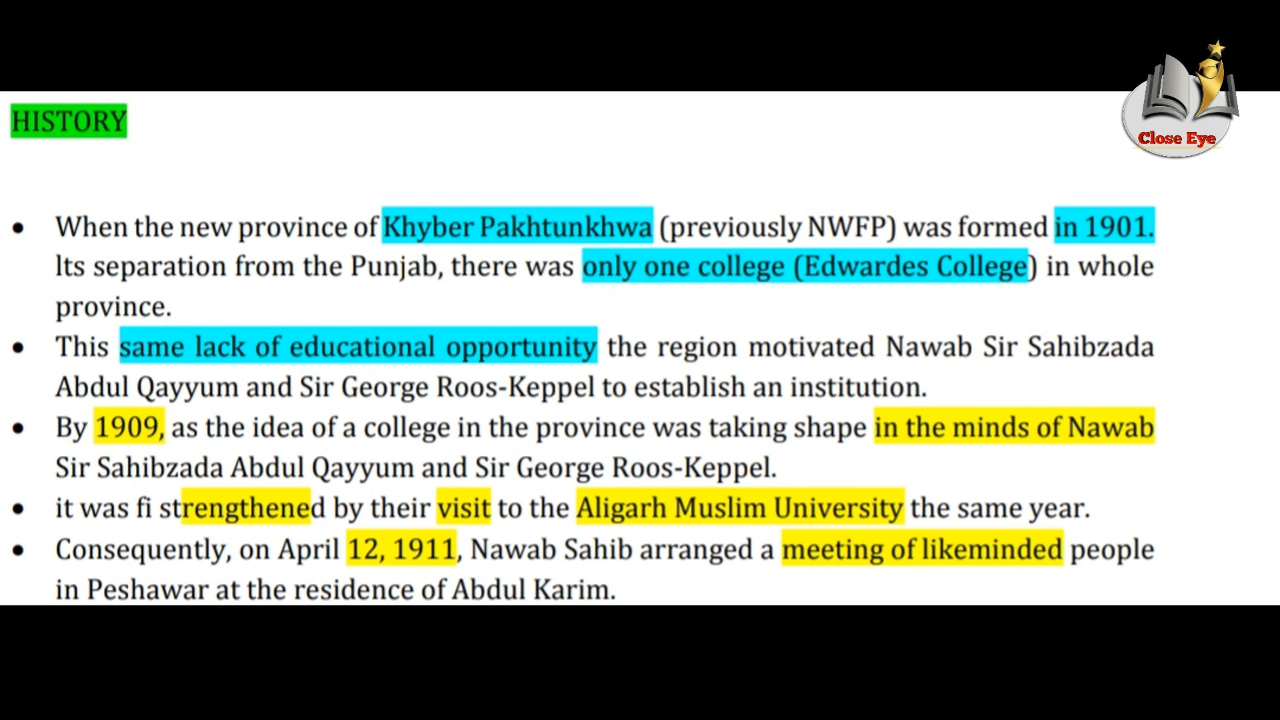 Close Eye
HISTORY
• When the new province of Khyber Pakhtunkhwa (previously NWFP) was formed in 1901.
Its separation from the Punjab, there was only one college (Edwardes College) in whole
province.
• This same lack of educational opportunity the region motivated Nawab Sir Sahibzada
Abdul Qayyum and Sir George Roos-Keppel to establish an institution.
• By 1909, as the idea of a college in the province was taking shape in the minds of Nawab
Sir Sahibzada Abdul Qayyum and Sir George Roos-Keppel.
• it was fi strengthened by their visit to the Aligarh Muslim University the same year.
• Consequently, on April 12, 1911, Nawab Sahib arranged a meeting of likeminded people
in Peshawar at the residence of Abdul Karim.